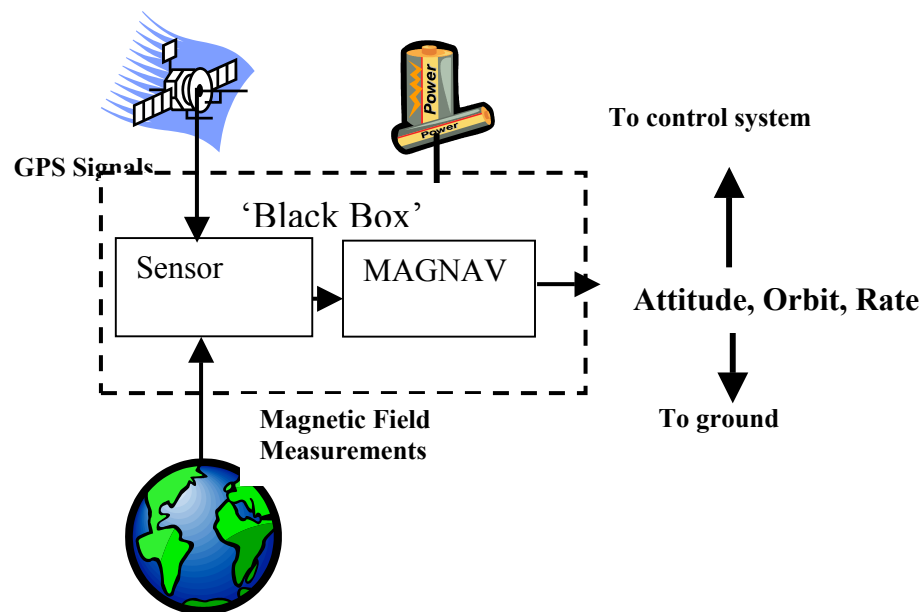 Power
Power
To control system
GPS Signals
‘Black Box’
Sensor
MAGNAV
Attitude, Orbit, Rate
Magnetic Field
Measurements
To ground